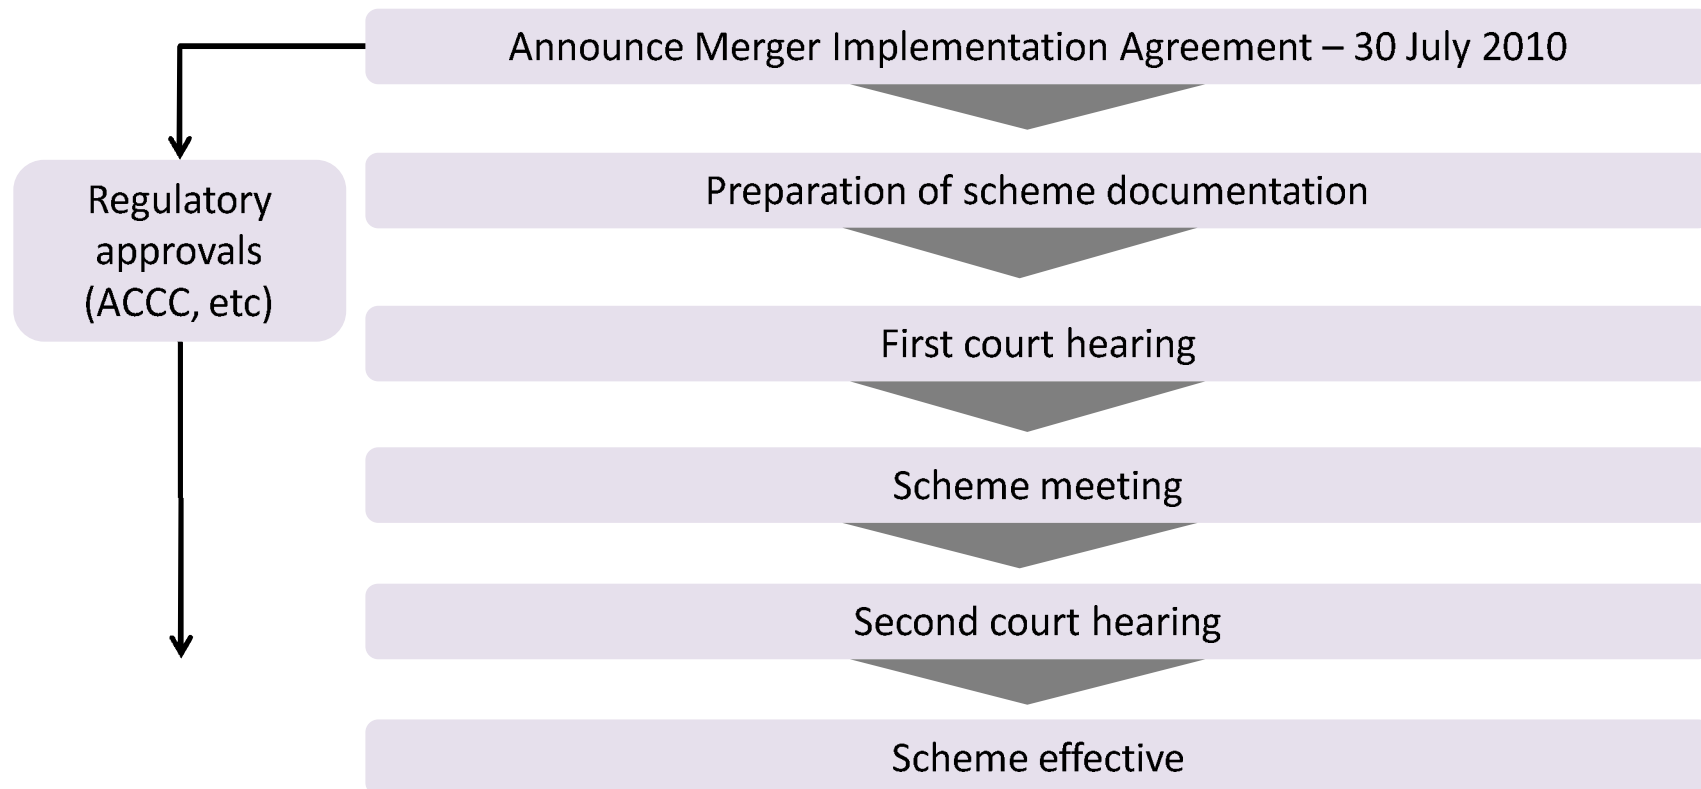 Announce Merger Implementation Agreement – 30 July 2010
Regulatory
approvals
(ACCC, etc)
Preparation of scheme documentation
First court hearing
Scheme meeting
Second court hearing
Scheme effective